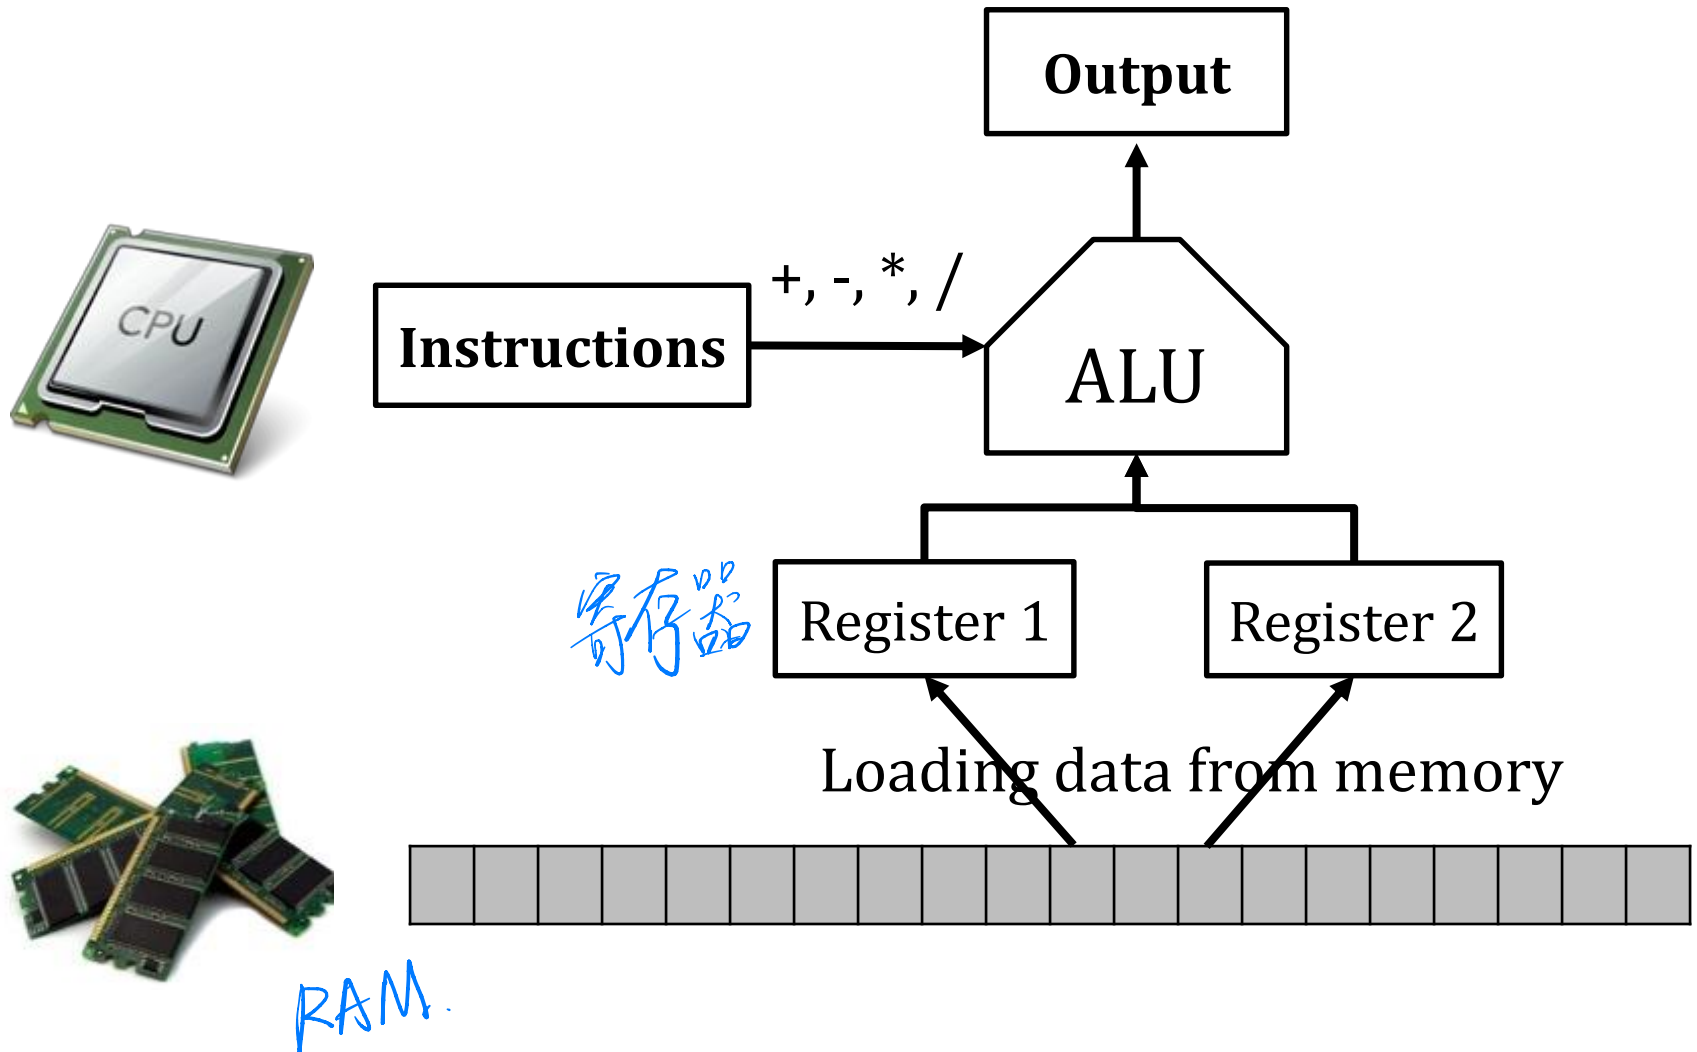 Output
+, -, *, /
CPU
Instructions
ALU
寄存器
Register 1
Register 2
Loading data from memory
RAM.